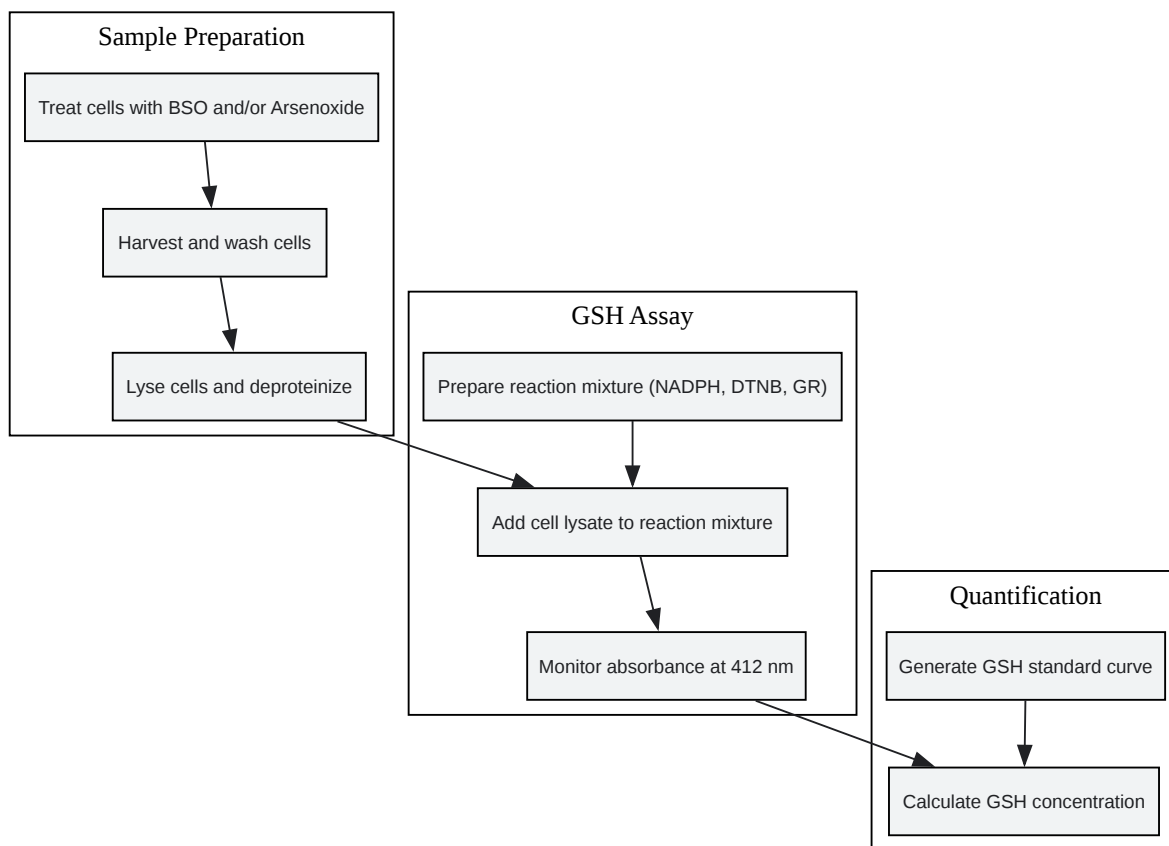 Sample Preparation
Treat cells with BSO and/or Arsenoxide
Harvest and wash cells
Lyse cells and deproteinize
GSH Assay
Prepare reaction mixture (NADPH, DTNB, GR)
Add cell lysate to reaction mixture
Monitor absorbance at 412 nm
Quantification
Generate GSH standard curve
Calculate GSH concentration